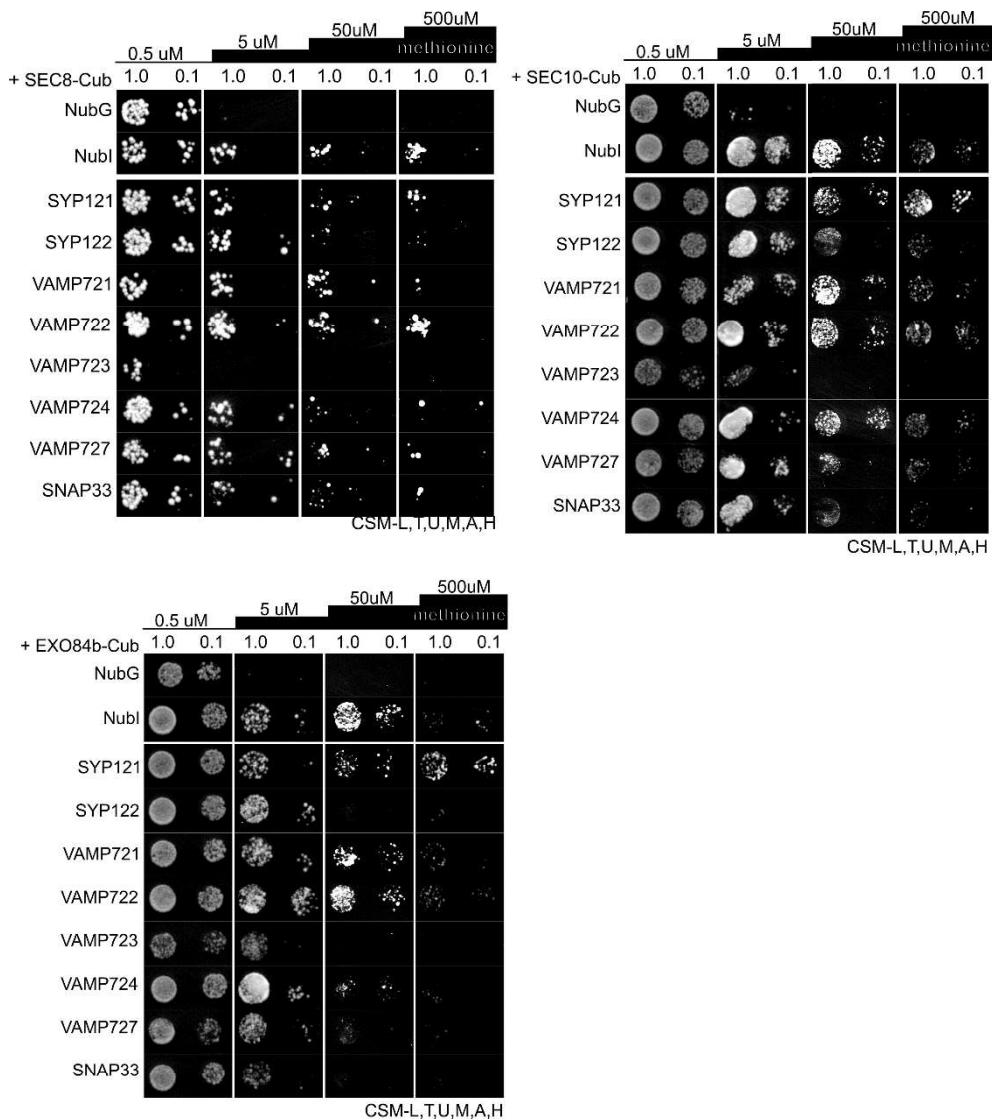 500uM
50uM
5 uM
methionine
0.5 uM
+ SEC8-Cub 1.0 0.1 1.0 0.1 1.0 0.1 1.0 0.1
NubG
NubI
SYP121
SYP122
VAMP721
VAMP722
VAMP723
VAMP724
VAMP727
SNAP33
CSM-L,T,U,M,A,H
500uM
50uM
5 uM
methionine
0.5 uM
+ SEC10-Cub 1.0 0.1 1.0 0.1 1.0 0.1 1.0 0.1
NubG
NubI
SYP121
SYP122
VAMP721
VAMP722
VAMP723
VAMP724
VAMP727
SNAP33
CSM-L,T,U,M,A,H
500uM
50uM
5 uM
methionine
0.5 uM
+ EXO84b-Cub 1.0 0.1 1.0 0.1 1.0 0.1 1.0 0.1
NubG
NubI
SYP121
SYP122
VAMP721
VAMP722
VAMP723
VAMP724
VAMP727
SNAP33
CSM-L,T,U,M,A,H